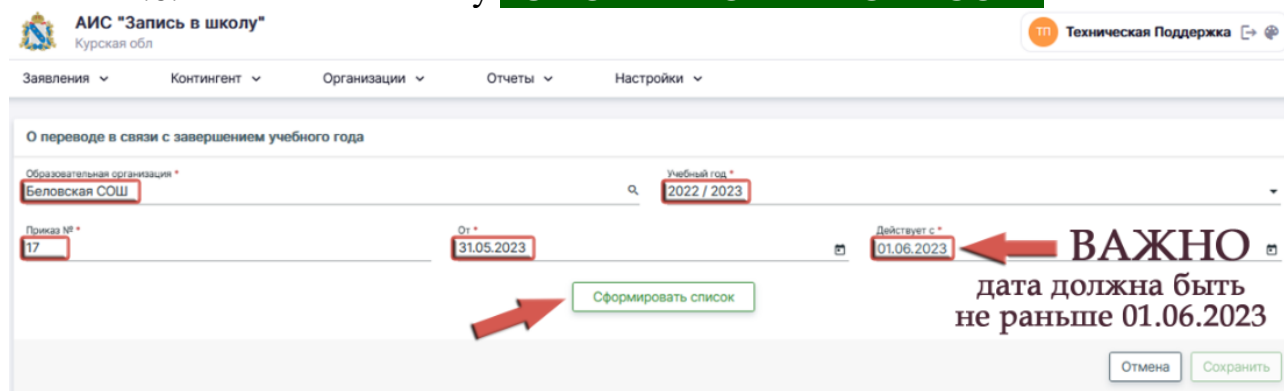 АИС "Запись в школу"
Курская обл
ТП Техническая Поддержка
Заявления Контингент Организации Отчеты Настройки
О переводе в связи с завершением учебного года
Образовательная организация * Учебный год *
Беловская СОШ 2022 / 2023
Приказ № * От * Действует с *
17 31.05.2023 01.06.2023
ВАЖНО
дата должна быть
не раньше 01.06.2023
Сформировать список
Отмена Сохранить